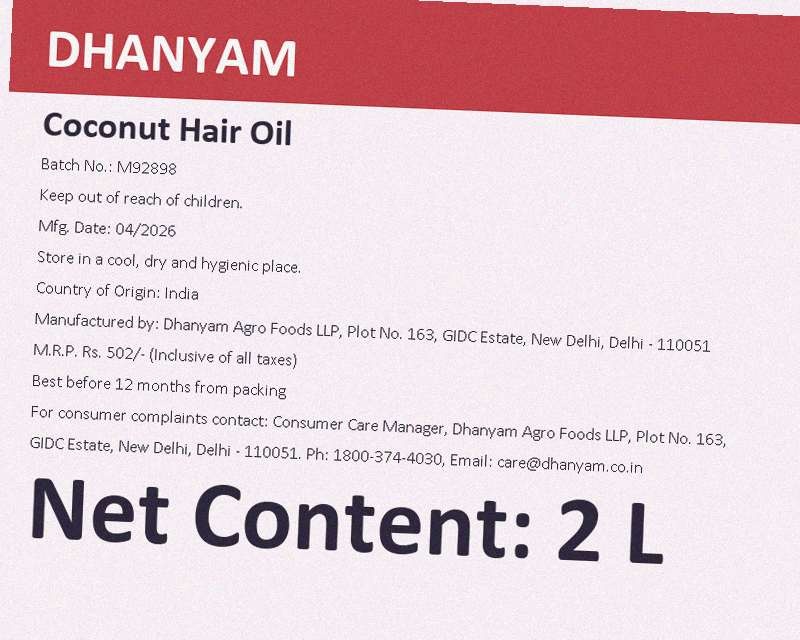 DHANYAM
Coconut Hair Oil
Batch No.: M92898
Keep out of reach of children.
Mfg. Date: 04/2026
Store in a cool, dry and hygienic place.
Country of Origin: India
Manufactured by: Dhanyam Agro Foods LLP, Plot No. 163, GIDC Estate, New Delhi, Delhi - 110051
M.R.P. Rs. 502/- (Inclusive of all taxes)
Best before 12 months from packing
For consumer complaints contact: Consumer Care Manager, Dhanyam Agro Foods LLP, Plot No. 163,
GIDC Estate, New Delhi, Delhi - 110051. Ph: 1800-374-4030, Email: care@dhanyam.co.in
Net Content: 2 L